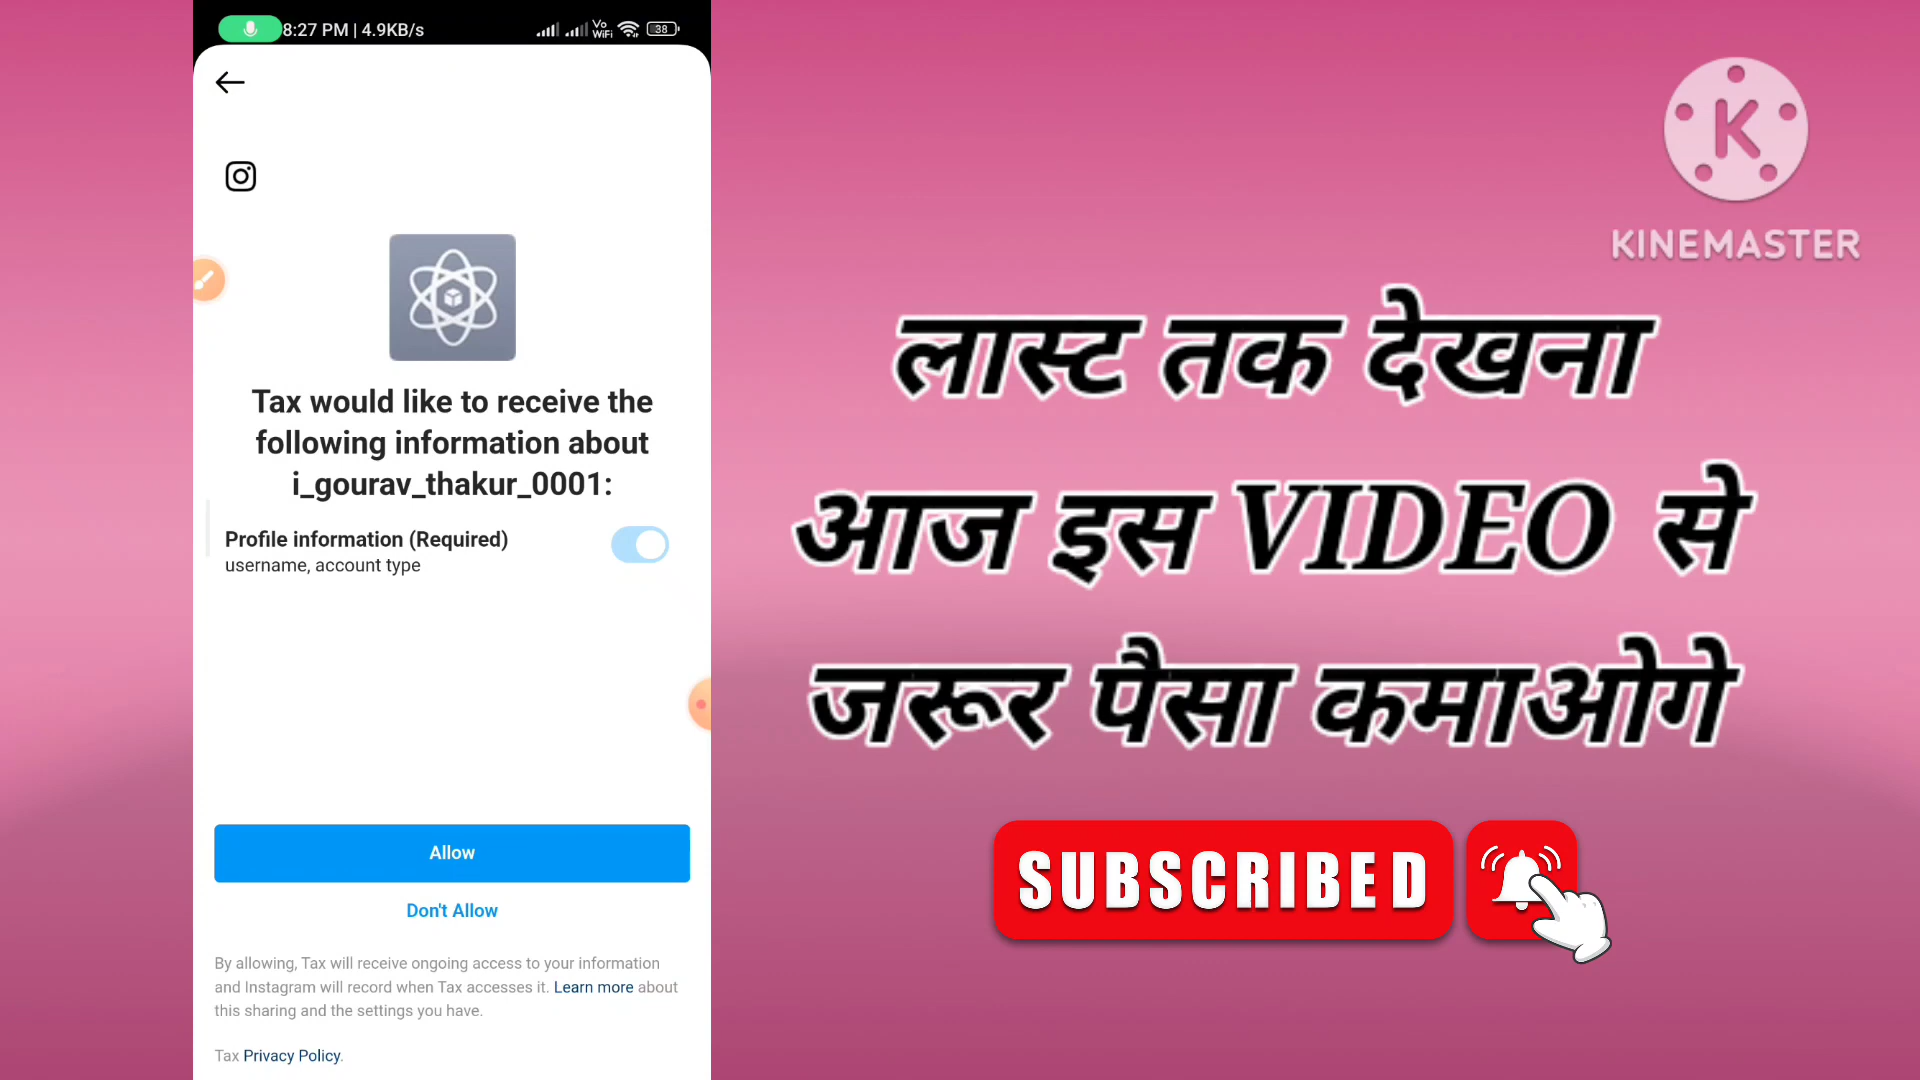 8:27 PM | 4.9KB/s
Vo
WiFi
38
Tax would like to receive the
following information about
i_gourav_thakur_0001:
Profile information (Required)
username, account type
Allow
Don't Allow
By allowing, Tax will receive ongoing access to your information
and Instagram will record when Tax accesses it. Learn more about
this sharing and the settings you have.
Tax Privacy Policy.
K
KINEMASTER
लास्ट तक देखना
आज इस VIDEO से
जरूर पैसा कमाओगे
SUBSCRIBED